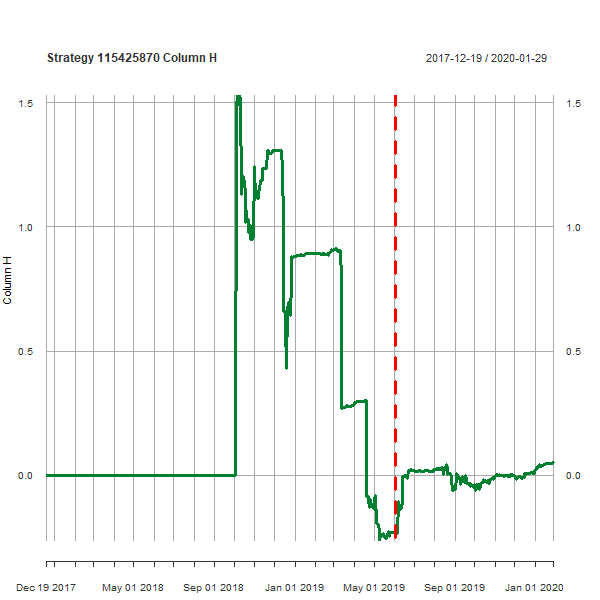 Strategy 115425870 Column H
2017-12-19 / 2020-01-29
1.5 1.5
1.0 1.0
0.5 0.5
0.0 0.0
Column H
Dec 19 2017 May 01 2018 Sep 01 2018 Jan 01 2019 May 01 2019 Sep 01 2019 Jan 01 2020